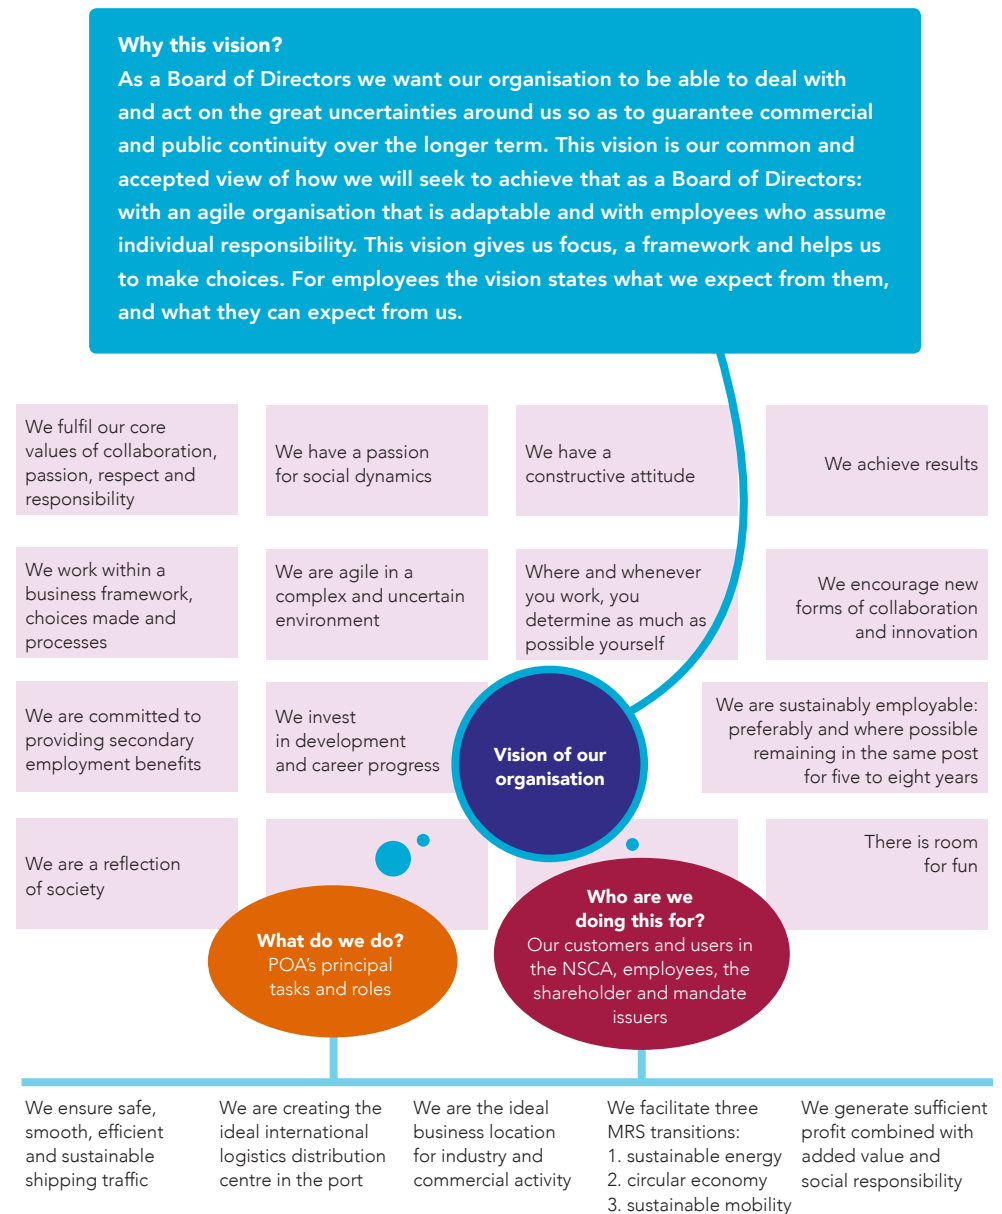 Why this vision?
As a Board of Directors we want our organisation to be able to deal with
and act on the great uncertainties around us so as to guarantee commercial
and public continuity over the longer term. This vision is our common and
accepted view of how we will seek to achieve that as a Board of Directors:
with an agile organisation that is adaptable and with employees who assume
individual responsibility. This vision gives us focus, a framework and helps us
to make choices. For employees the vision states what we expect from them,
and what they can expect from us.
We fulfil our core
values of collaboration,
passion, respect and
responsibility
We have a passion
for social dynamics
We have a
constructive attitude
We achieve results
We work within a
business framework,
choices made and
processes
We are agile in a
complex and uncertain
environment
Where and whenever
you work, you
determine as much as
possible yourself
We encourage new
forms of collaboration
and innovation
We are committed to
providing secondary
employment benefits
We invest
in development
and career progress
Vision of our
organisation
We are sustainably employable:
preferably and where possible
remaining in the same post
for five to eight years
We are a reflection
of society
There is room
for fun
What do we do?
POA's principal
tasks and roles
Who are we
doing this for?
Our customers and users in
the NSCA, employees, the
shareholder and mandate
issuers
We ensure safe,
smooth, efficient
and sustainable
shipping traffic
We are creating the
ideal international
logistics distribution
centre in the port
We are the ideal
business location
for industry and
commercial activity
We facilitate three
MRS transitions:
1. sustainable energy
2. circular economy
3. sustainable mobility
We generate sufficient
profit combined with
added value and
social responsibility